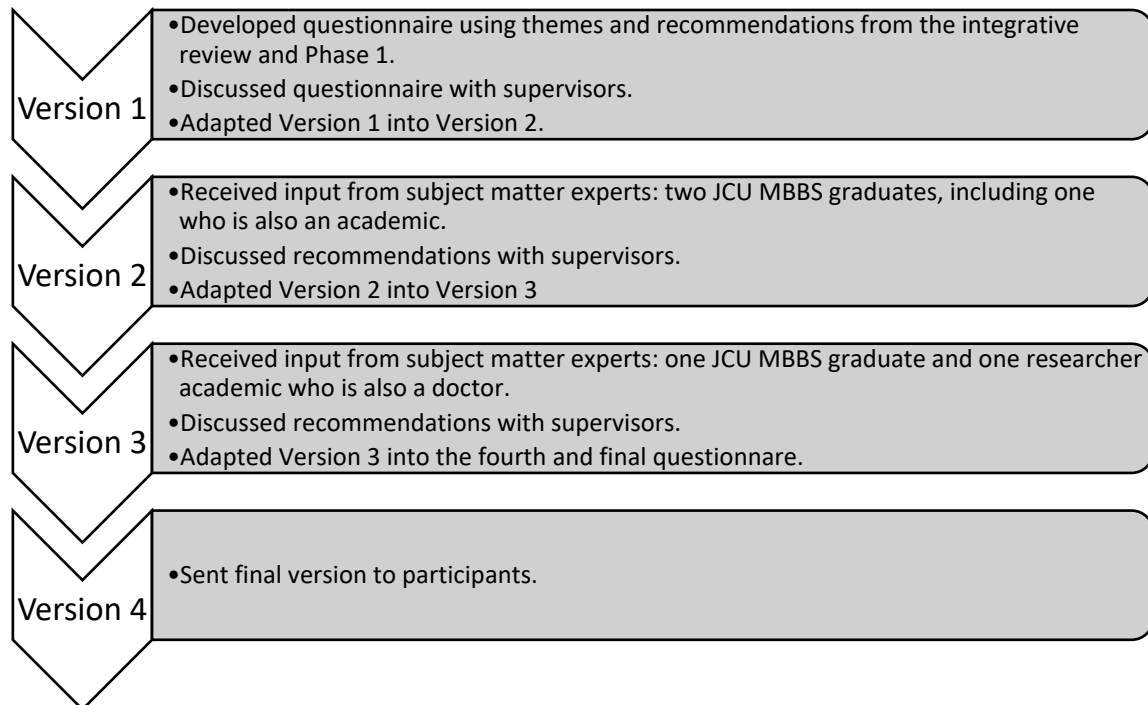 Version 1
•Developed questionnaire using themes and recommendations from the integrative
review and Phase 1.
•Discussed questionnaire with supervisors.
•Adapted Version 1 into Version 2.
Version 2
•Received input from subject matter experts: two JCU MBBS graduates, including one
who is also an academic.
•Discussed recommendations with supervisors.
•Adapted Version 2 into Version 3
Version 3
•Received input from subject matter experts: one JCU MBBS graduate and one researcher
academic who is also a doctor.
•Discussed recommendations with supervisors.
•Adapted Version 3 into the fourth and final questionnare.
Version 4
•Sent final version to participants.